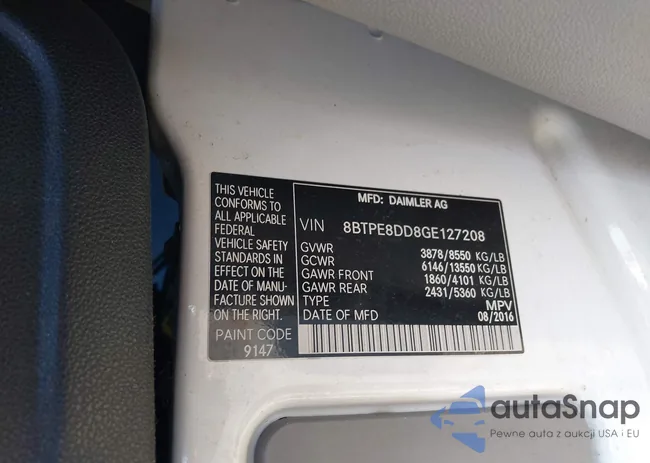 THIS VEHICLE
CONFORMS TO
ALL APPLICABLE
FEDERAL
VEHICLE SAFETY
STANDARDS IN
EFFECT ON THE
DATE OF MANU-
FACTURE SHOWN
ON THE RIGHT.
PAINT CODE
9147
MFD: DAIMLER AG
VIN 8BTPE8DD8GE127208
GVWR 3878/8550 KG/LB
GCWR 6146/13550 KG/LB
GAWR FRONT 1860/4101 KG/LB
GAWR REAR 2431/5360 KG/LB
TYPE MPV
DATE OF MFD 08/2016
autaSnap
Pewne auta z aukcji USA i EU